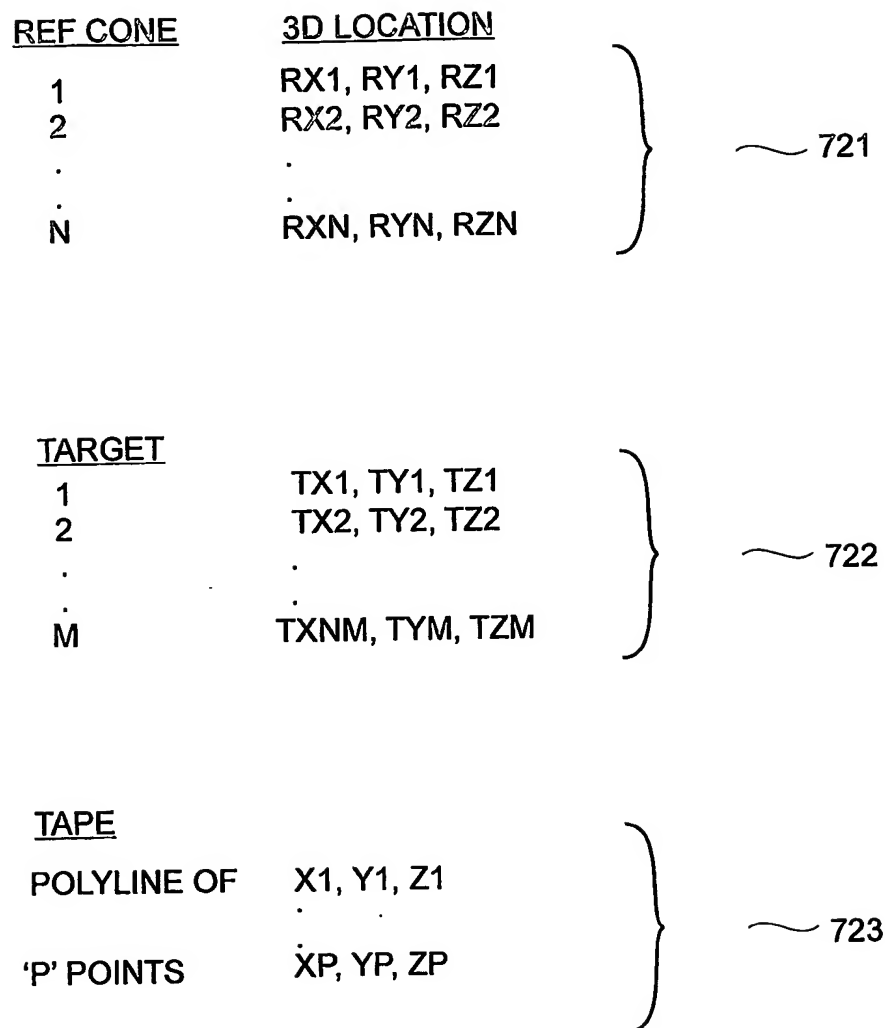 REF CONE 3D LOCATION
1 RX1, RY1, RZ1
2 RX2, RY2, RZ2
. .
. .
N RXN, RYN, RZN
721
TARGET
1 TX1, TY1, TZ1
2 TX2, TY2, TZ2
. .
. .
M TXNM, TYM, TZM
722
TAPE
POLYLINE OF X1, Y1, Z1
.
.
'P' POINTS XP, YP, ZP
723